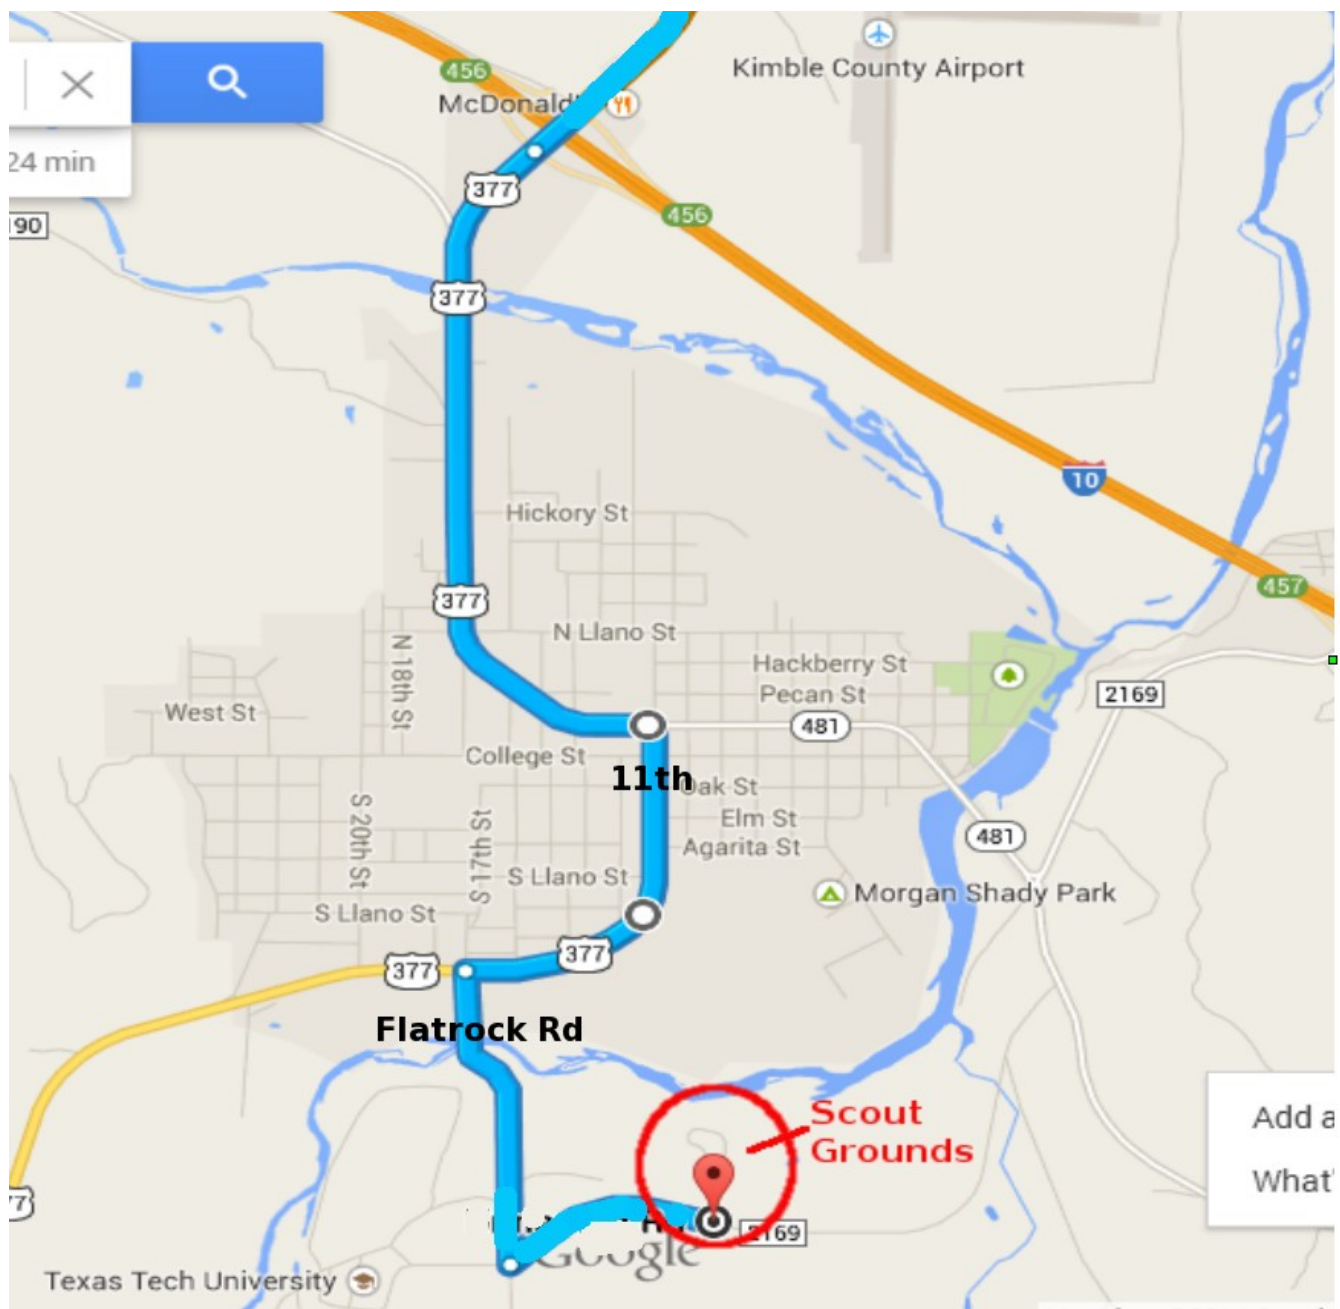 456
Kimble County Airport
McDonald'
24 min
377
190
456
377
10
Hickory St
457
377
N Llano St
N 18th St
Hackberry St
Pecan St
2169
West St
481
College St
11th
Oak St
S 20th St
S 17th St
Elm St
481
Agarita St
S Llano St
Morgan Shady Park
S Llano St
377
377
Flatrock Rd
Scout
Grounds
Add a
What'
77
2169
Google
Texas Tech University